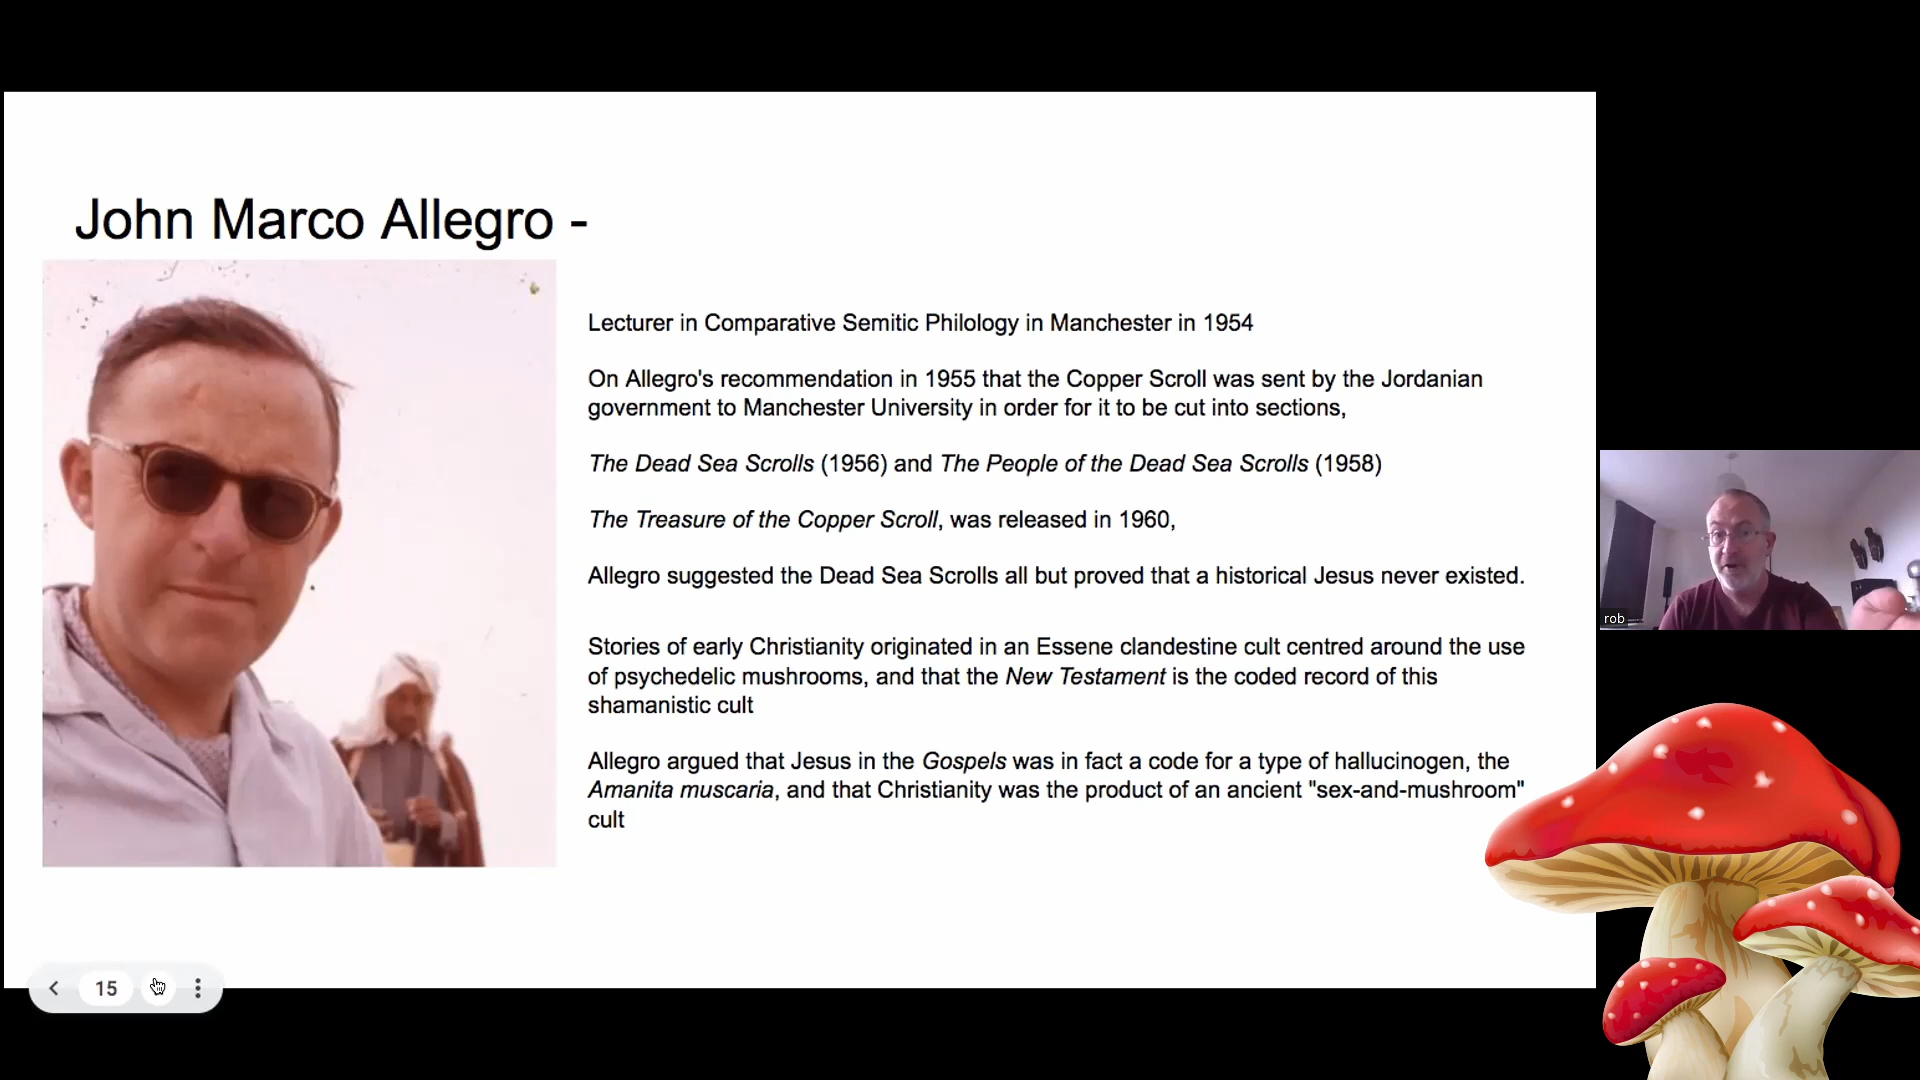 John Marco Allegro -
Lecturer in Comparative Semitic Philology in Manchester in 1954
On Allegro's recommendation in 1955 that the Copper Scroll was sent by the Jordanian
government to Manchester University in order for it to be cut into sections,
The Dead Sea Scrolls (1956) and The People of the Dead Sea Scrolls (1958)
The Treasure of the Copper Scroll, was released in 1960,
Allegro suggested the Dead Sea Scrolls all but proved that a historical Jesus never existed.
Stories of early Christianity originated in an Essene clandestine cult centred around the use
of psychedelic mushrooms, and that the New Testament is the coded record of this
shamanistic cult
Allegro argued that Jesus in the Gospels was in fact a code for a type of hallucinogen, the
Amanita muscaria, and that Christianity was the product of an ancient "sex-and-mushroom"
cult
rob
15